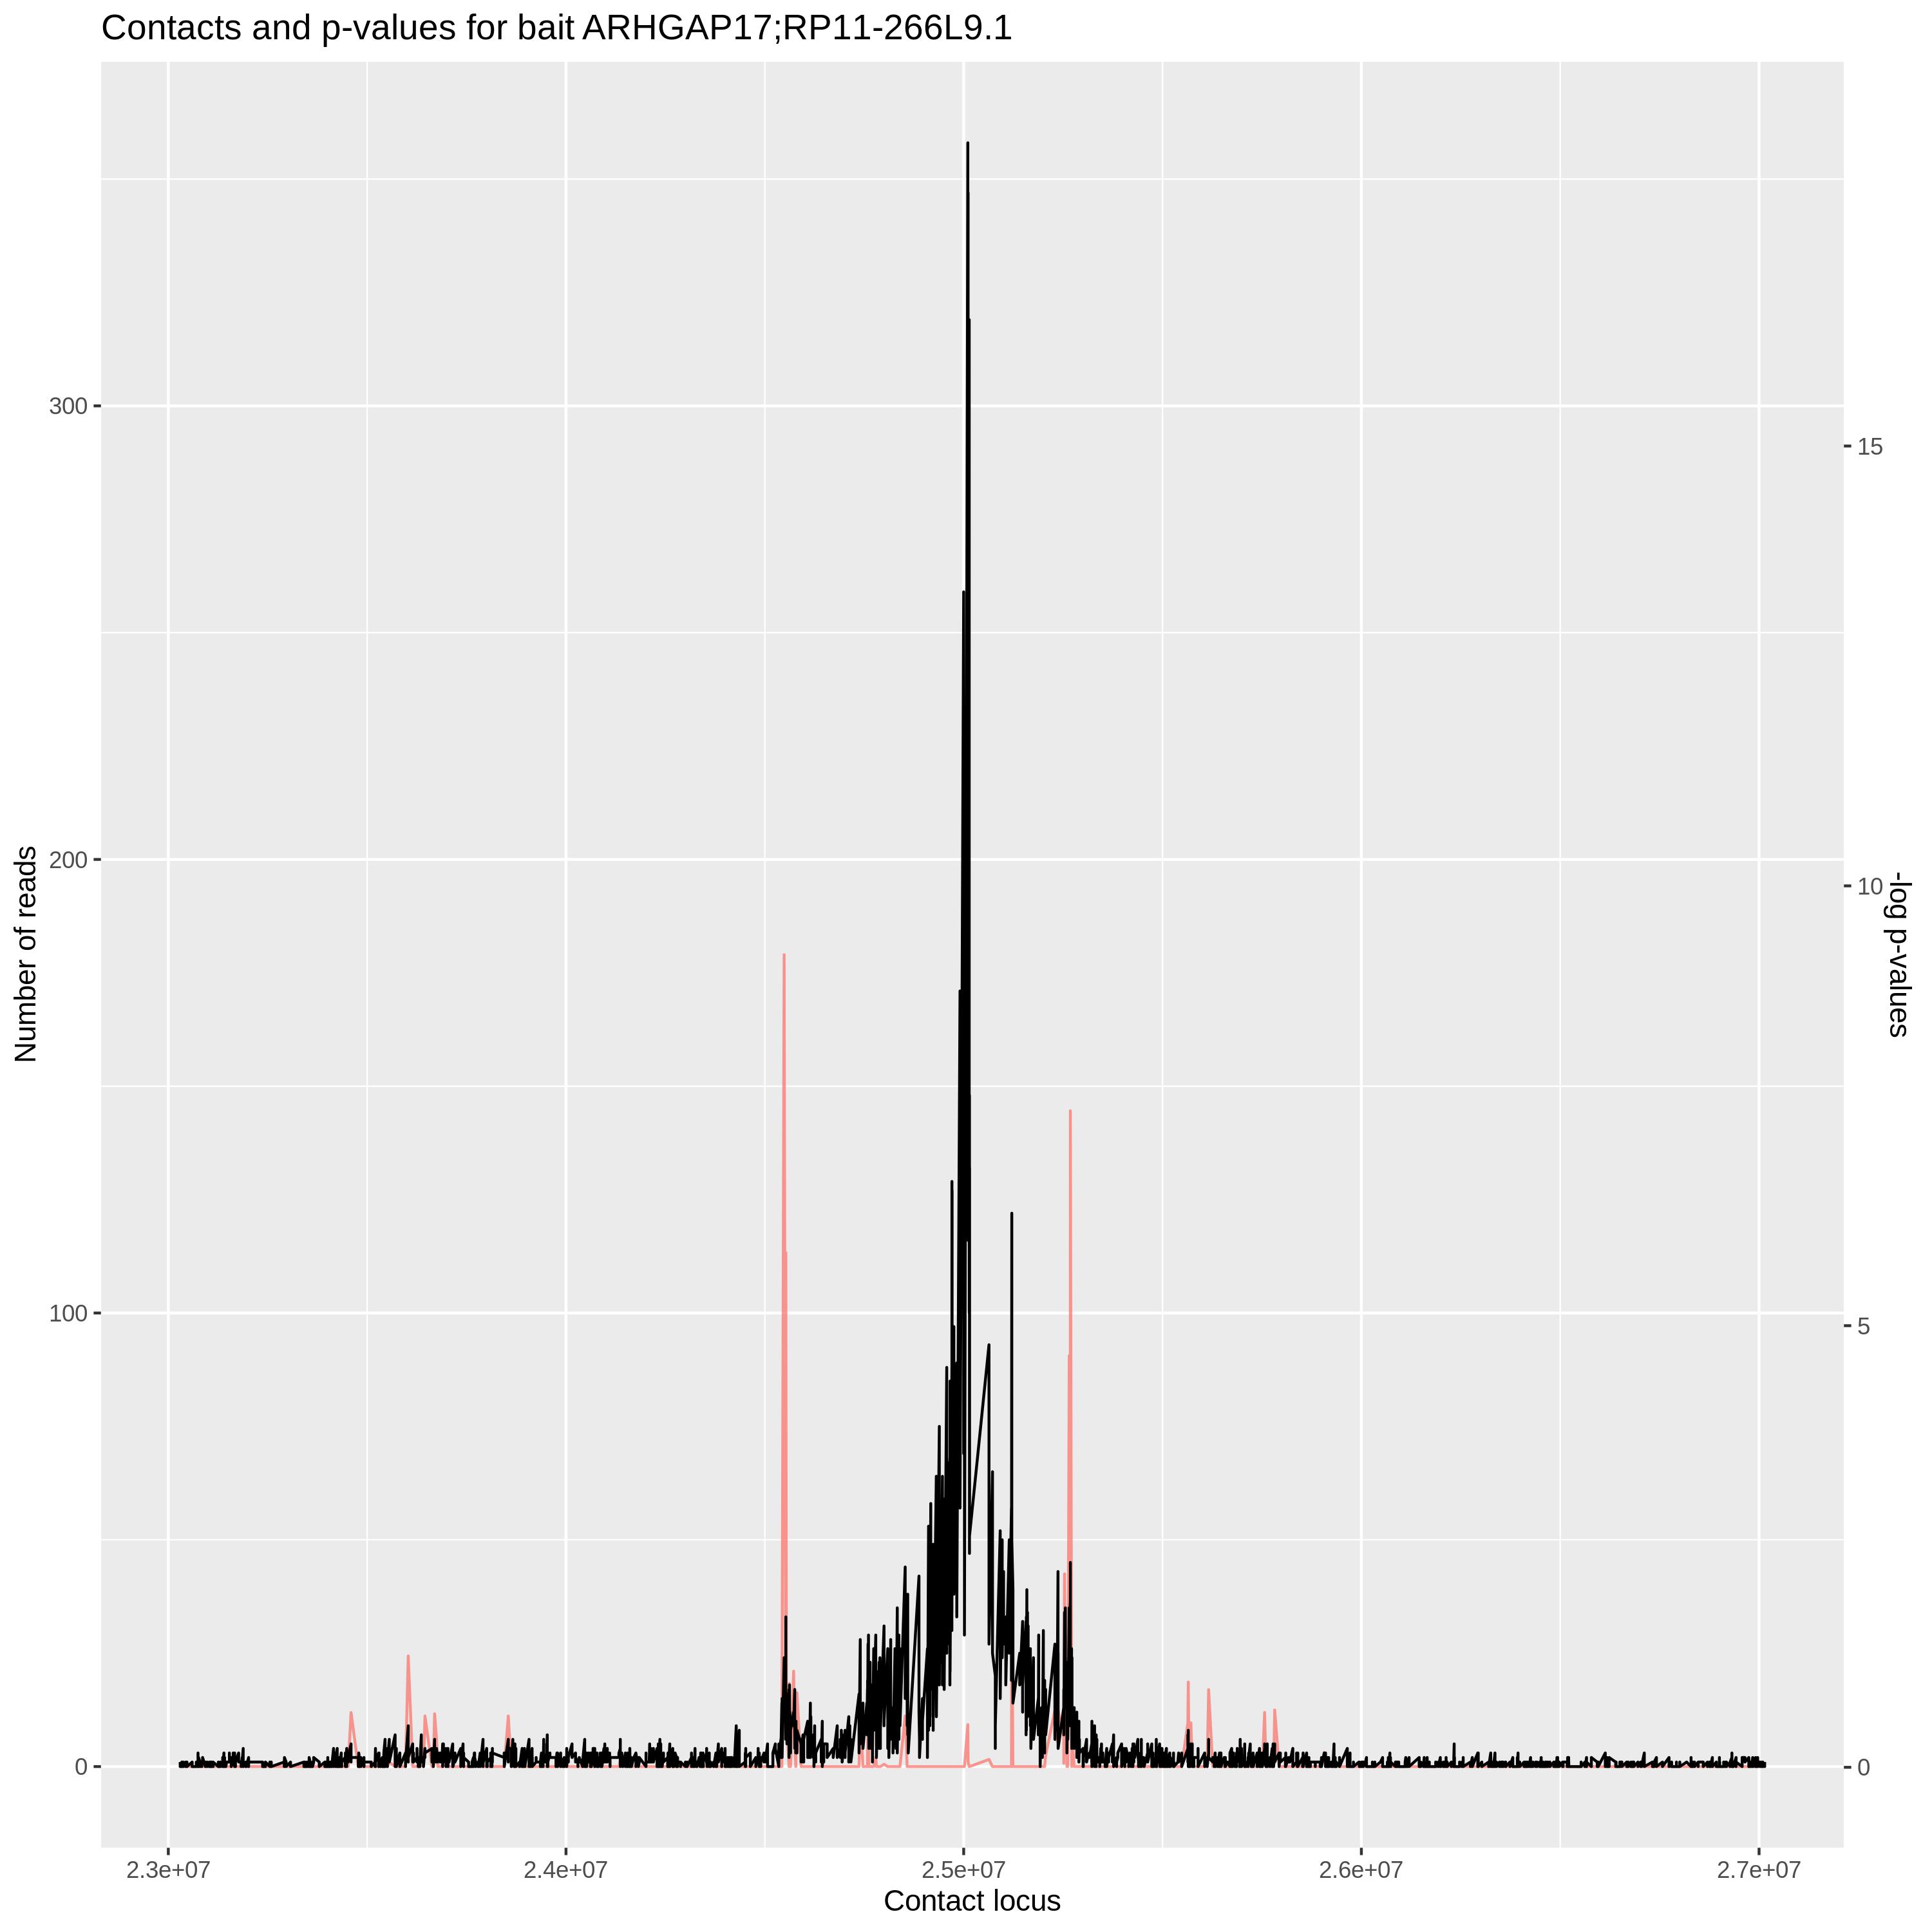 Contacts and p-values for bait ARHGAP17;RP11-266L9.1
300
200
100
0
Number of reads
15
10
5
0
-log p-values
2.3e+07
2.4e+07
2.5e+07
2.6e+07
2.7e+07
Contact locus